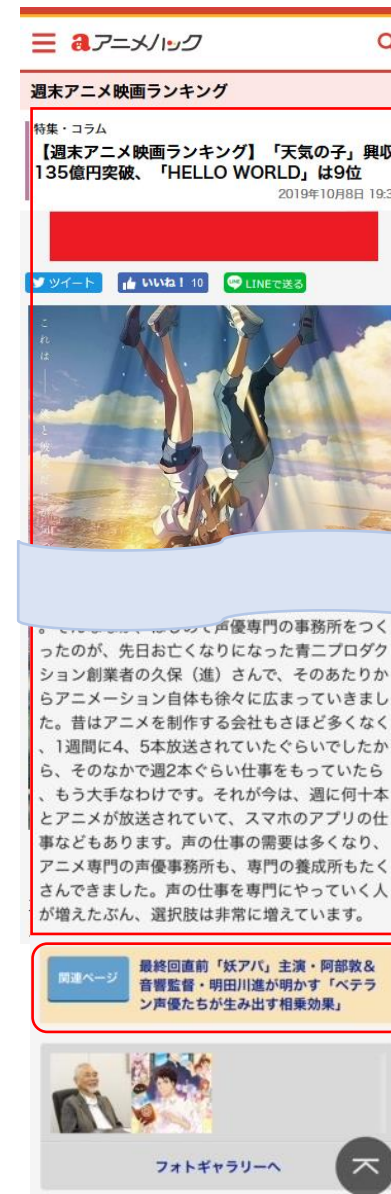 aアニメハック
週末アニメ映画ランキング
特集・コラム
【週末アニメ映画ランキング】「天気の子」興収
135億円突破、「HELLO WORLD」は9位
2019年10月8日 19:3
ツイート
いいね！ 10
LINEで送る
これは
声優専門の事務所をつく
ったのが、先日お亡くなりになった青二プロダク
ション創業者の久保（進）さんで、そのあたりか
らアニメーション自体も徐々に広まっていきまし
た。昔はアニメを制作する会社もさほど多くなく
、1週間に4、5本放送されていたぐらいでしたか
ら、そのなかで週2本ぐらい仕事をもっていたら
、もう大手なわけです。それが今は、週に何十本
とアニメが放送されていて、スマホのアプリの仕
事などもあります。声の仕事の需要は多くなり、
アニメ専門の声優事務所も、専門の養成所もたく
さんできました。声の仕事を専門にやっていく人
が増えたぶん、選択肢は非常に増えています。
関連ページ
最終回直前「妖アパ」主演・阿部敦＆
音響監督・明田川進が明かす「ベテラ
ン声優たちが生み出す相乗効果」
フォトギャラリーへ